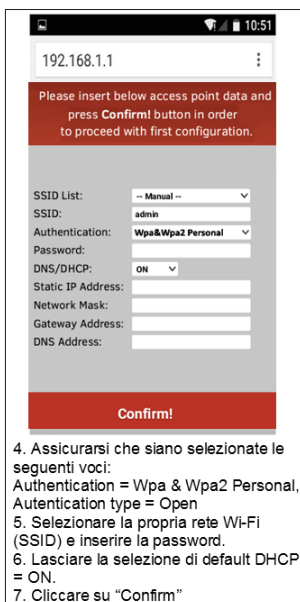 10:51
192.168.1.1
Please insert below access point data and
press Confirm! button in order
to proceed with first configuration.
SSID List: -- Manual --
SSID: admin
Authentication: Wpa&Wpa2 Personal
Password:
DNS/DHCP: ON
Static IP Address:
Network Mask:
Gateway Address:
DNS Address:
Confirm!
4. Assicurarsi che siano selezionate le
seguenti voci:
Authentication = Wpa & Wpa2 Personal,
Autentication type = Open
5. Selezionare la propria rete Wi-Fi
(SSID) e inserire la password.
6. Lasciare la selezione di default DHCP
= ON.
7. Cliccare su “Confirm”